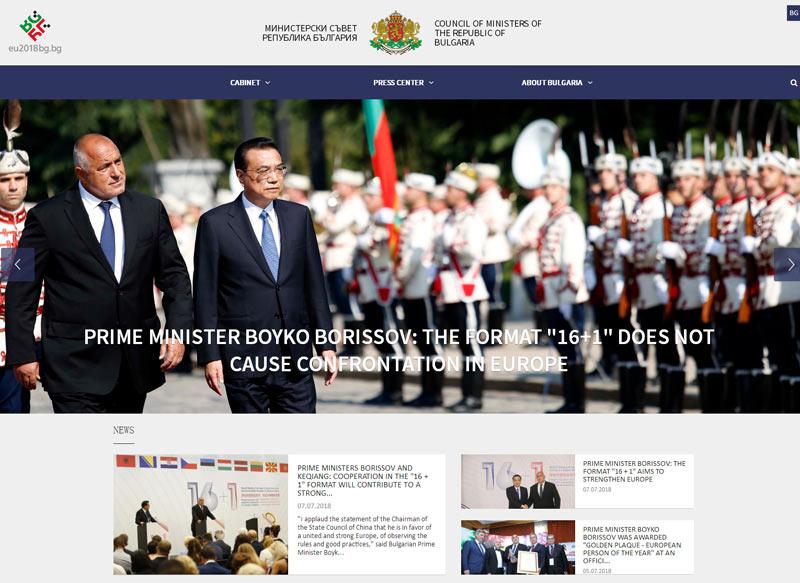 eu2018bg.bg
МИНИСТЕРСКИ СЪВЕТ
РЕПУБЛИКА БЪЛГАРИЯ
COUNCIL OF MINISTERS OF
THE REPUBLIC OF
BULGARIA
BG
CABINET
PRESS CENTER
ABOUT BULGARIA
PRIME MINISTER BOYKO BORISSOV: THE FORMAT "16+1" DOES NOT
CAUSE CONFRONTATION IN EUROPE
NEWS
16+1
PRIME MINISTERS BORISSOV AND
KEQIANG: COOPERATION IN THE "16 +
1" FORMAT WILL CONTRIBUTE TO A
STRONG...
07.07.2018
"I applaud the statement of the Chairman of
the State Council of China that he is in favor of
a united and strong Europe, of observing the
rules and good practices," said Bulgarian Prime
Minister Boyk...
16+1
PRIME MINISTER BORISSOV: THE
FORMAT "16 + 1" AIMS TO
STRENGTHEN EUROPE
07.07.2018
PRIME MINISTER BOYKO
BORISSOV WAS AWARDED
"GOLDEN PLAQUE - EUROPEAN
PERSON OF THE YEAR" AT AN
OFFICI...
05.07.2018